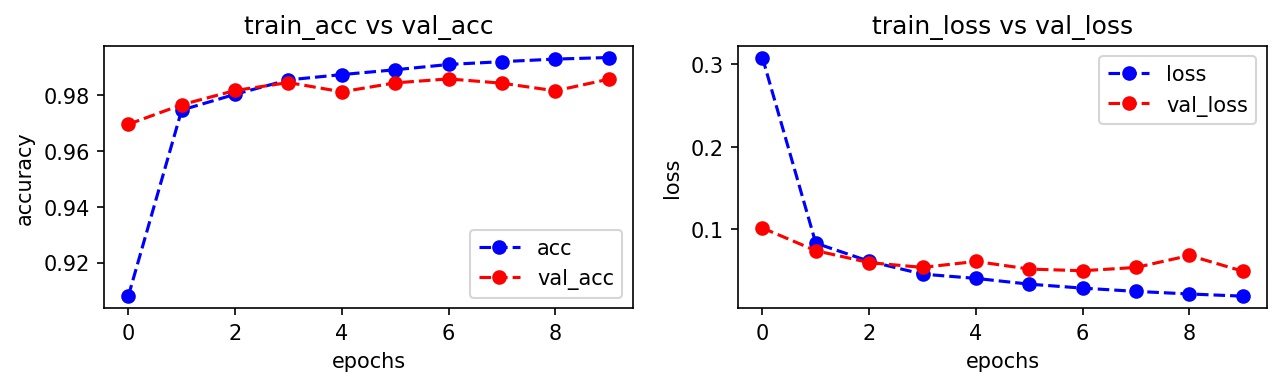 train_acc vs val_acc
accuracy
0.98
0.96
0.94
0.92
acc
val_acc
0 2 4 6 8
epochs
train_loss vs val_loss
loss
0.3
0.2
0.1
loss
val_loss
0 2 4 6 8
epochs